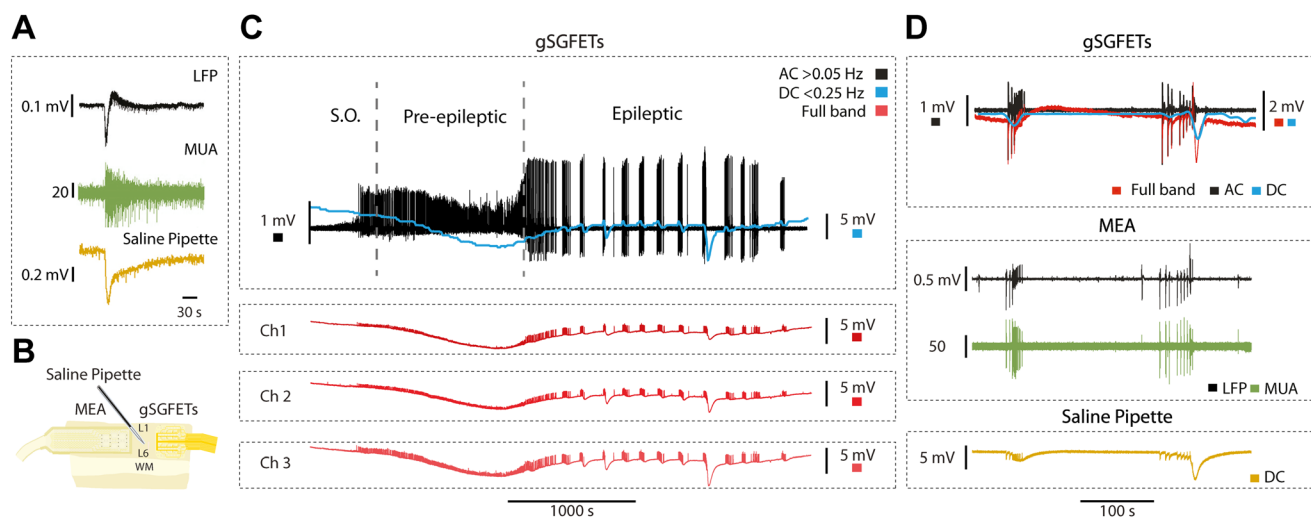 A
LFP
0.1 mV
MUA
20
Saline Pipette
0.2 mV
30 s
B
Saline Pipette
MEA
gSGFETs
L1
L6
WM
C
gSGFETs
AC >0.05 Hz
DC <0.25 Hz
Full band
S.O.
Pre-epileptic
Epileptic
1 mV
5 mV
Ch1
5 mV
Ch 2
5 mV
Ch 3
5 mV
1000 s
D
gSGFETs
1 mV
2 mV
Full band
AC
DC
MEA
0.5 mV
50
LFP
MUA
Saline Pipette
5 mV
DC
100 s